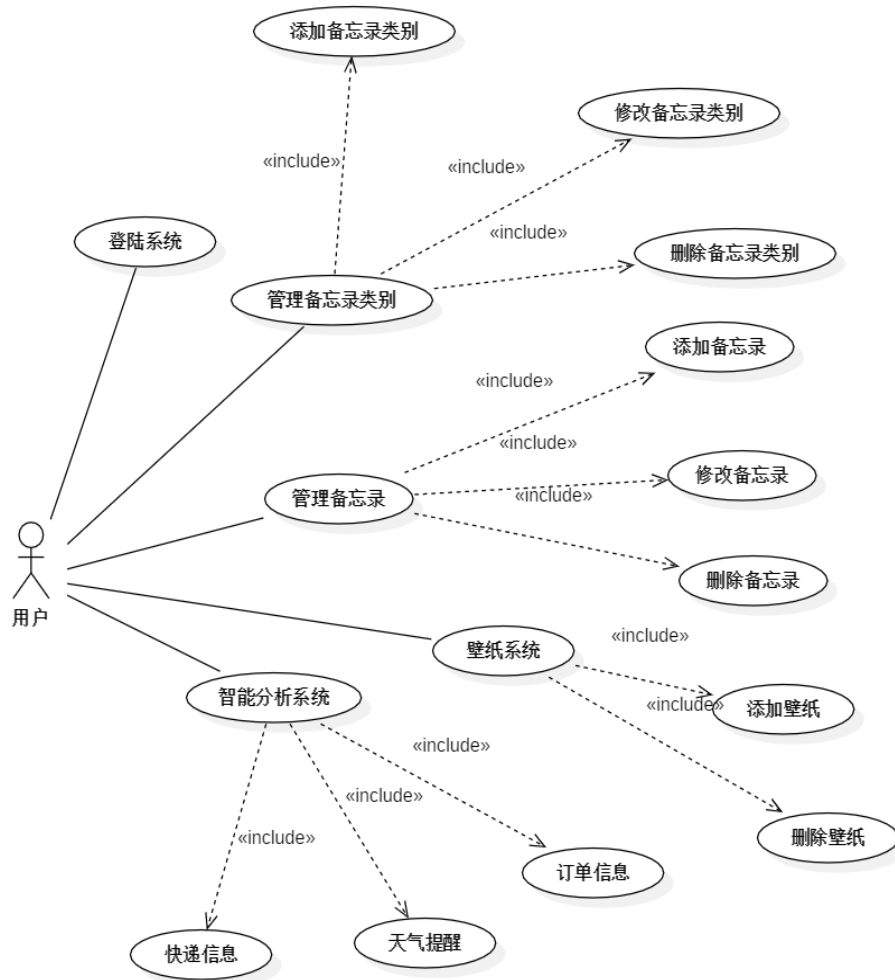 添加备忘录类别
修改备忘录类别
«include»
«include»
登陆系统
«include»
删除备忘录类别
管理备忘录类别
添加备忘录
«include»
«include»
修改备忘录
管理备忘录
«include»
删除备忘录
用户
壁纸系统
«include»
智能分析系统
«include»
添加壁纸
«include»
«include»
«include»
删除壁纸
订单信息
天气提醒
快递信息